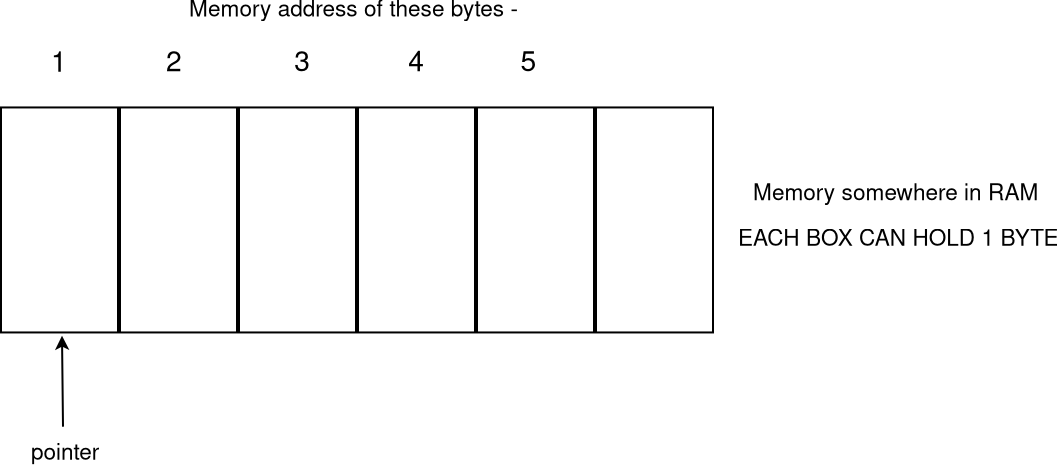 Memory address of these bytes -
1 2 3 4 5
Memory somewhere in RAM
EACH BOX CAN HOLD 1 BYTE
pointer